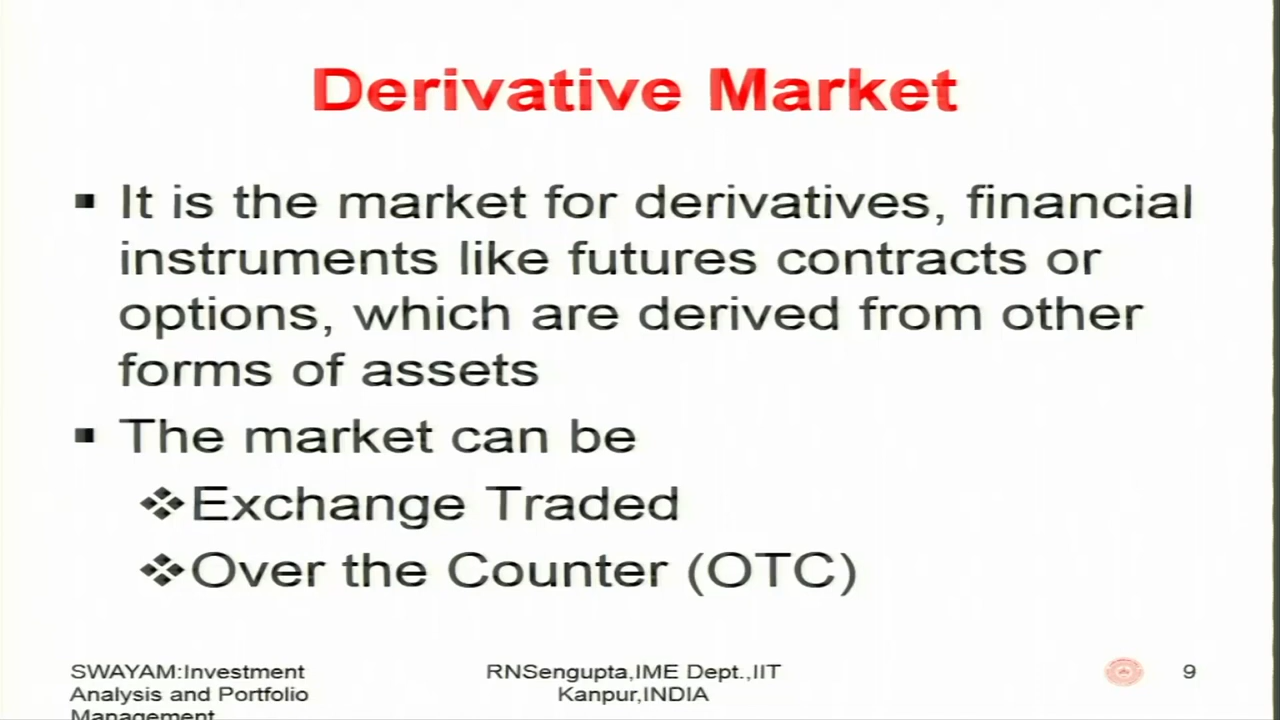 Derivative Market
▪ It is the market for derivatives, financial
instruments like futures contracts or
options, which are derived from other
forms of assets
▪ The market can be
❖Exchange Traded
❖Over the Counter (OTC)
SWAYAM:Investment
Analysis and Portfolio
Management
RNSengupta,IME Dept.,IIT
Kanpur,INDIA
9